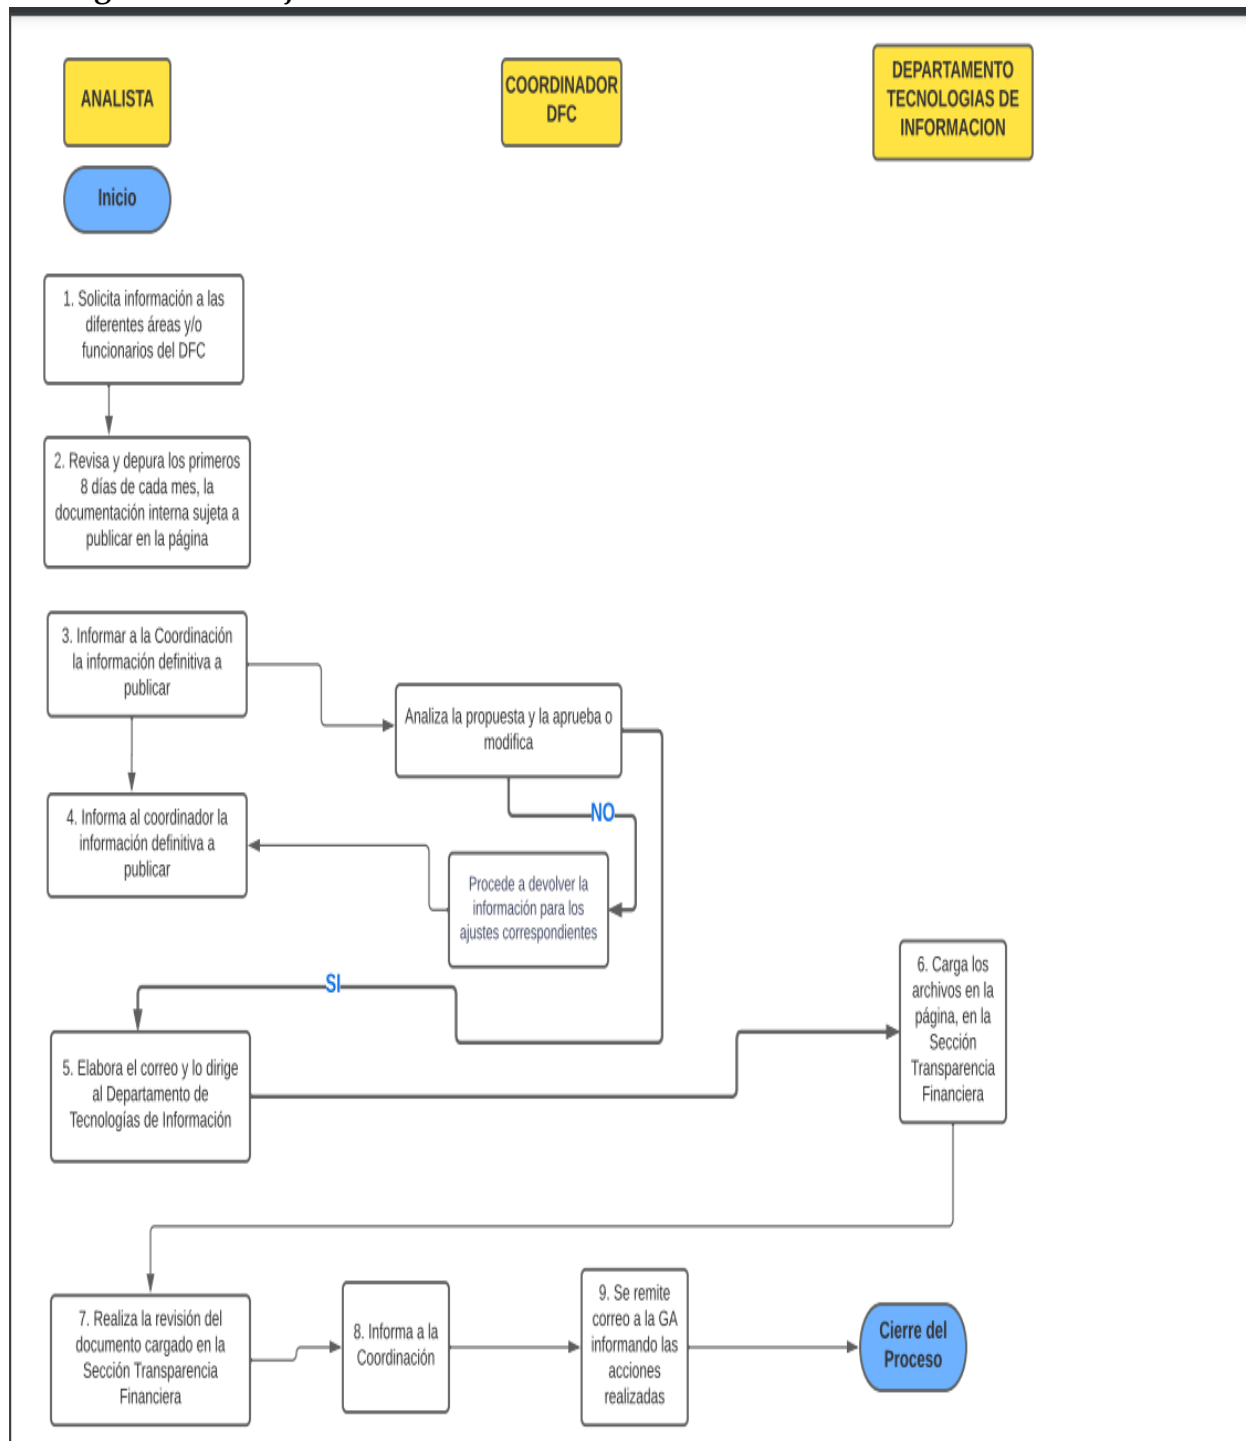 ANALISTA
COORDINADOR
DFC
DEPARTAMENTO
TECNOLOGIAS DE
INFORMACION
Inicio
1. Solicita información a las
diferentes áreas y/o
funcionarios del DFC
2. Revisa y depura los primeros
8 días de cada mes, la
documentación interna sujeta a
publicar en la página
3. Informar a la Coordinación
la información definitiva a
publicar
Analiza la propuesta y la aprueba o
modifica
NO
4. Informa al coordinador la
información definitiva a
publicar
Procede a devolver la
información para los
ajustes correspondientes
SI
5. Elabora el correo y lo dirige
al Departamento de
Tecnologías de Información
6. Carga los
archivos en la
página, en la
Sección
Transparencia
Financiera
7. Realiza la revisión del
documento cargado en la
Sección Transparencia
Financiera
8. Informa a la
Coordinación
9. Se remite
correo a la GA
informando las
acciones
realizadas
Cierre del
Proceso